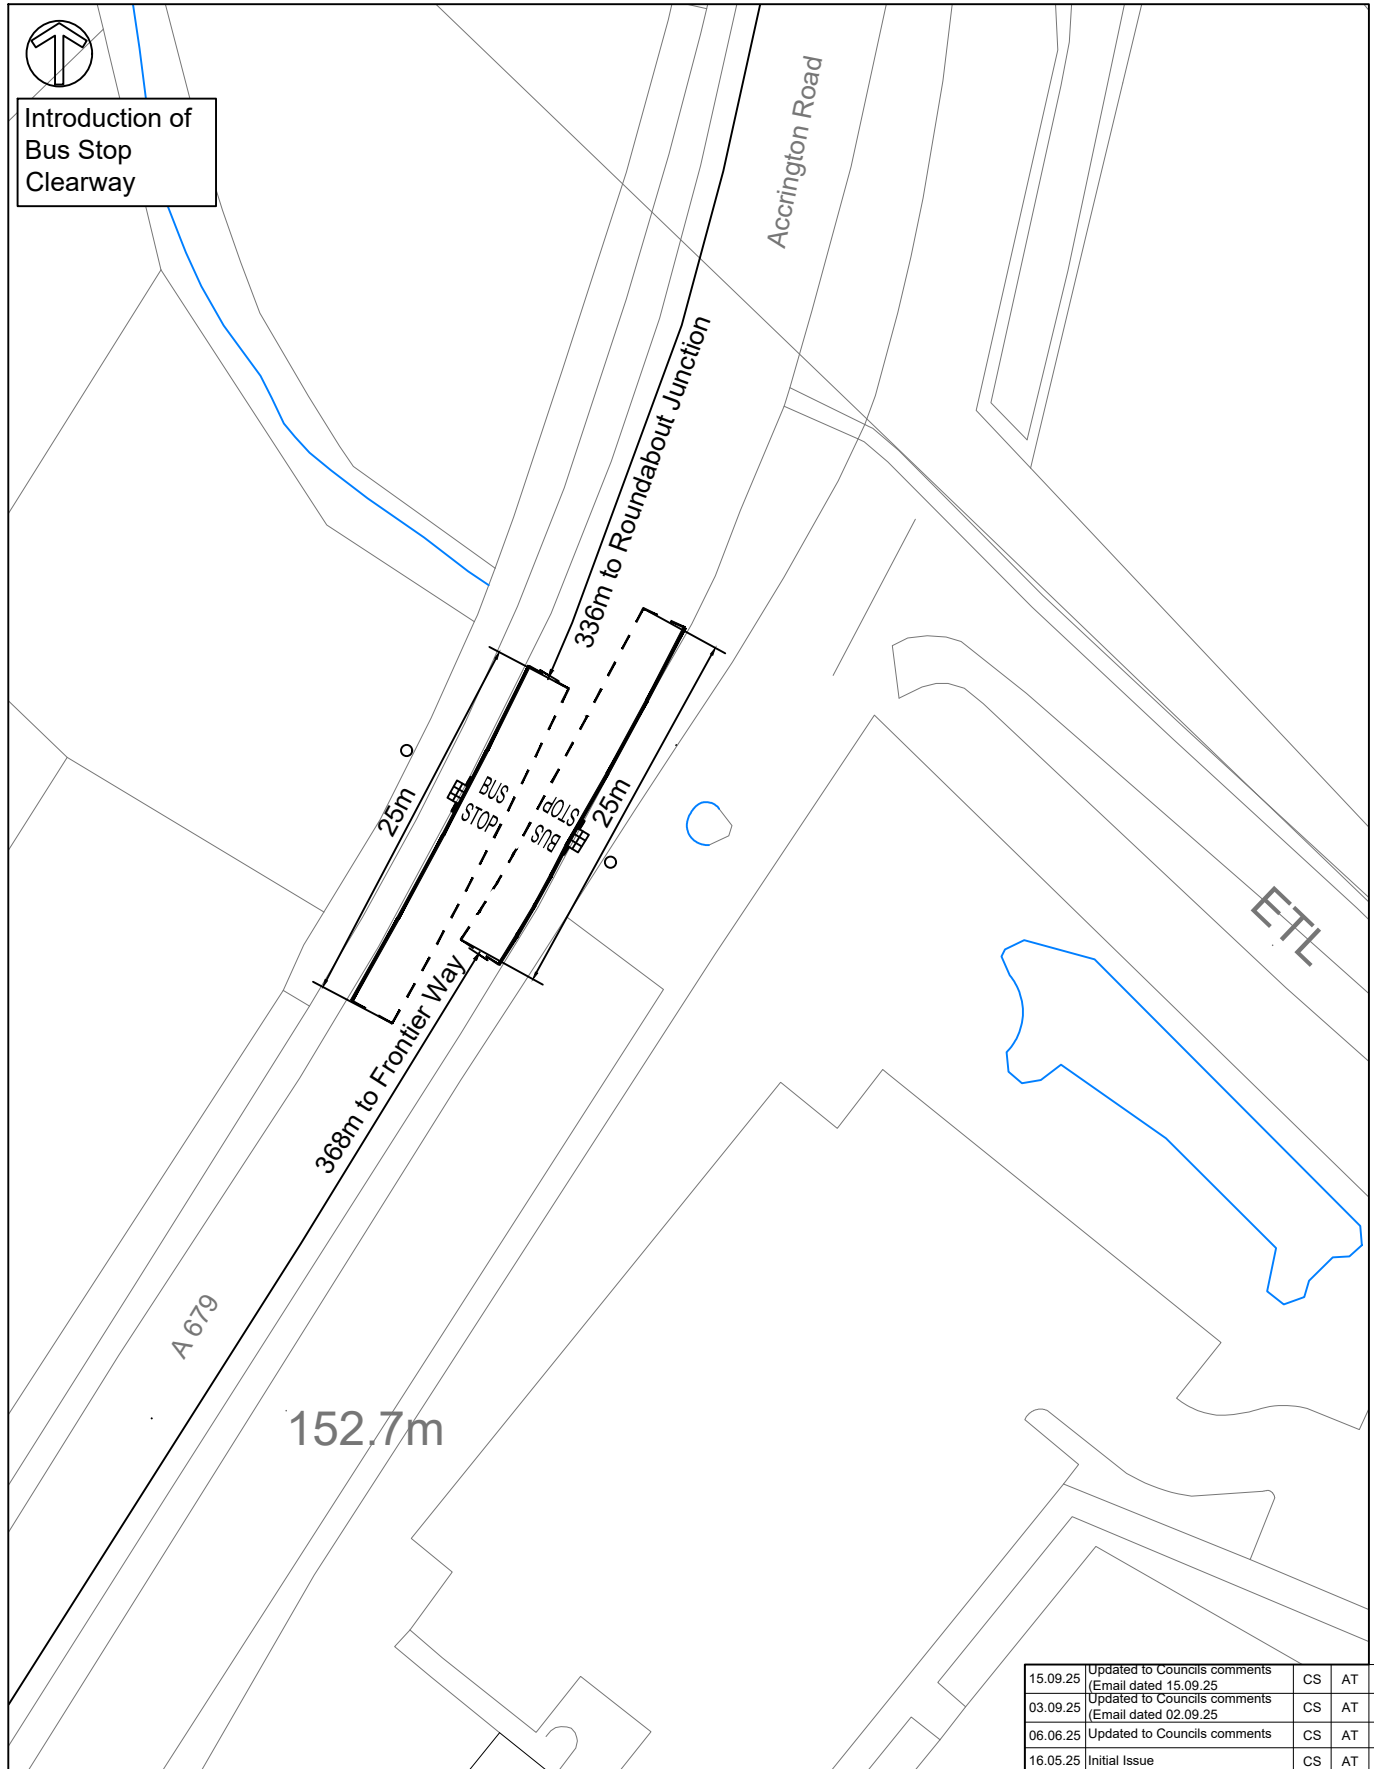 Introduction of
Bus Stop
Clearway
Accrington Road
336m to Roundabout Junction
25m
BUS
STOP
BUS
STOP
25m
368m to Frontier Way
ETL
A 679
152.7m
15.09.25 Updated to Councils comments (Email dated 15.09.25 CS AT
03.09.25 Updated to Councils comments (Email dated 02.09.25 CS AT
06.06.25 Updated to Councils comments CS AT
16.05.25 Initial Issue CS AT